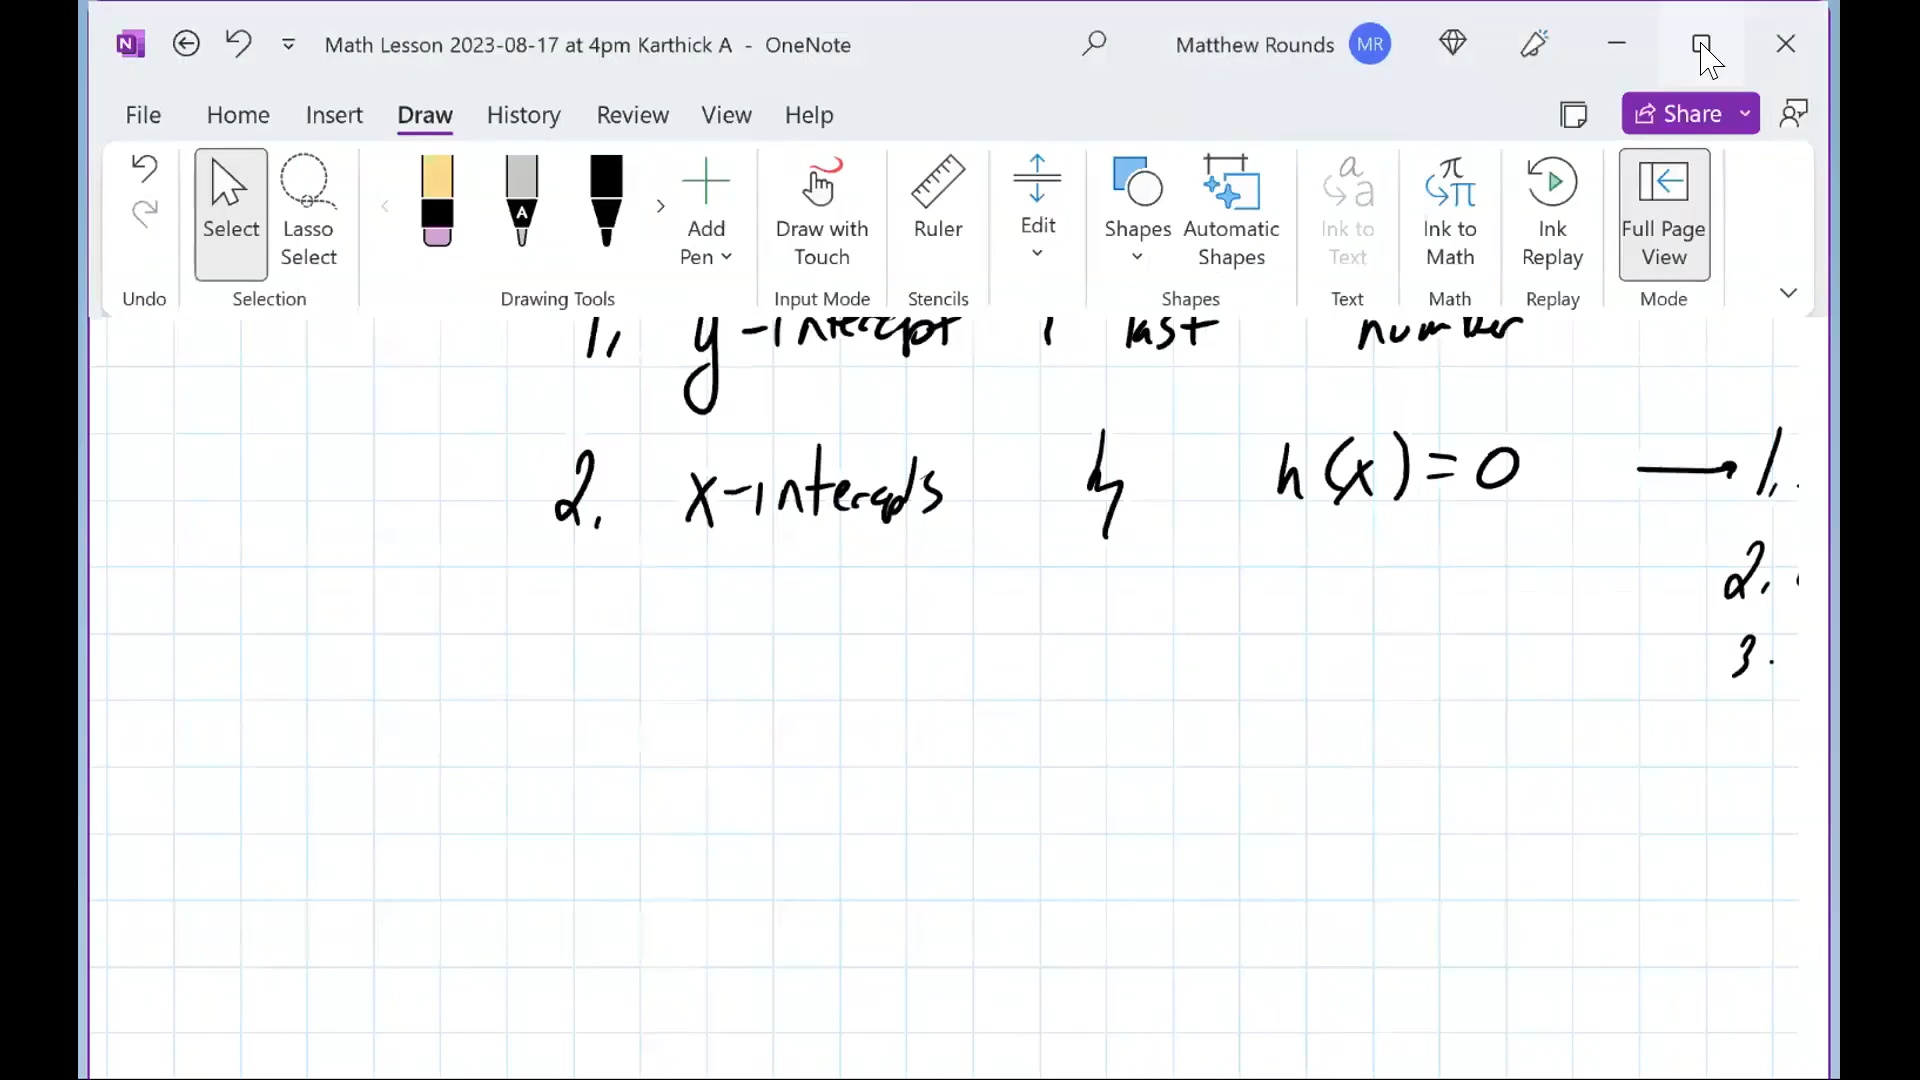 Math Lesson 2023-08-17 at 4pm Karthick A - OneNote
Matthew Rounds MR
File Home Insert Draw History Review View Help
Share
Undo
Select
Lasso Select
Selection
A
Drawing Tools
Add Pen
Draw with Touch
Input Mode
Ruler
Stencils
Edit
Shapes
Automatic Shapes
Shapes
Ink to Text
Text
Ink to Math
Math
Ink Replay
Replay
Full Page View
Mode
1. y-intercept last number
2. x-intercepts h(x)=0 → 1.
2.
3.